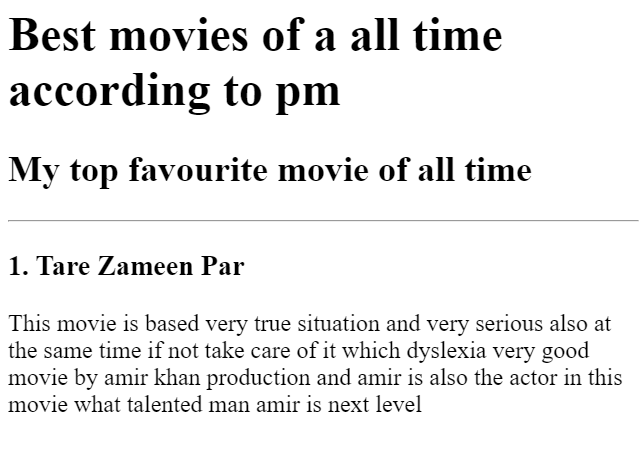 Best movies of a all time
according to pm
My top favourite movie of all time
1. Tare Zameen Par
This movie is based very true situation and very serious also at
the same time if not take care of it which dyslexia very good
movie by amir khan production and amir is also the actor in this
movie what talented man amir is next level